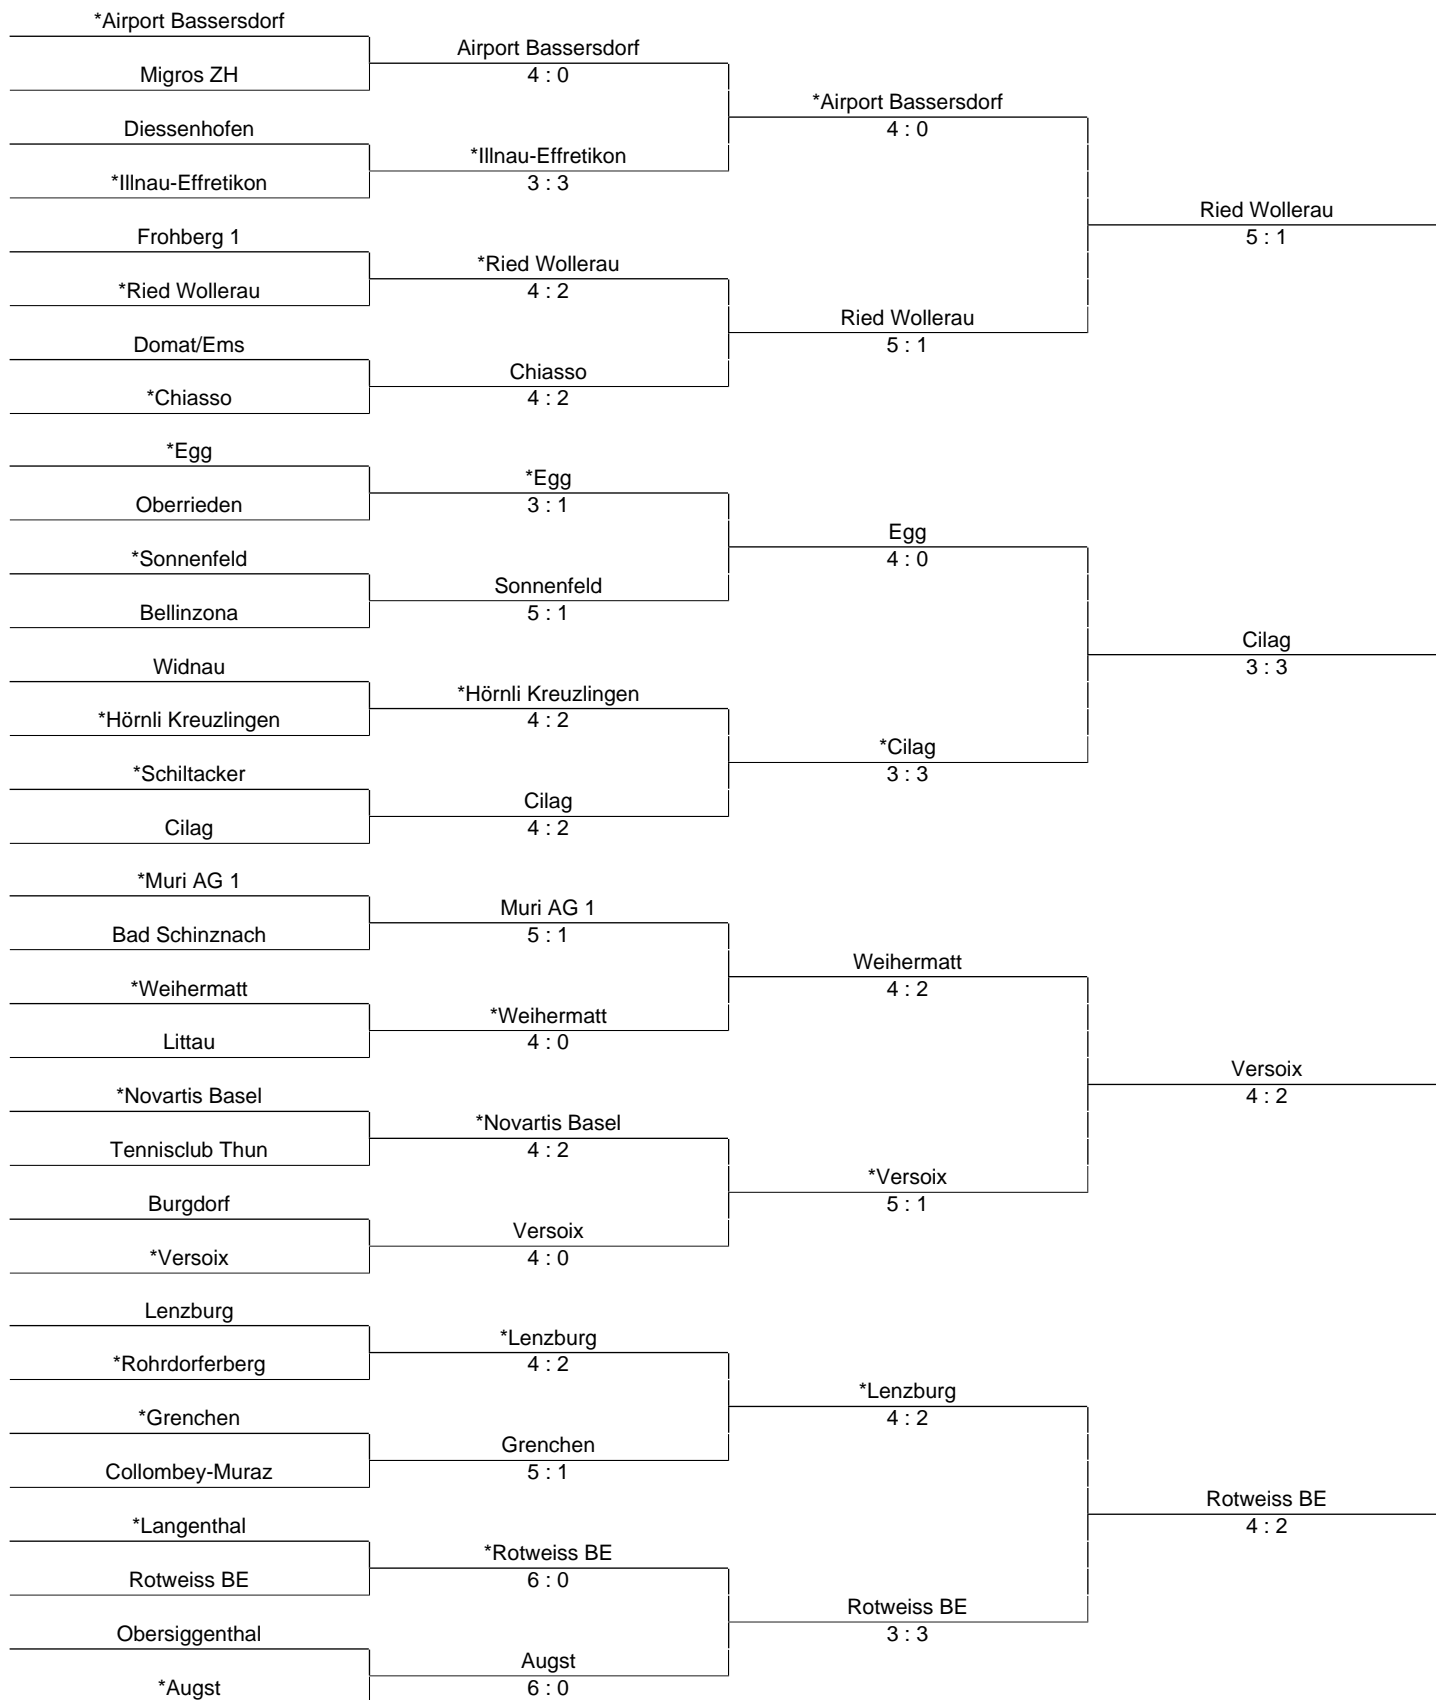 *Airport Bassersdorf
Migros ZH
Diessenhofen
*Illnau-Effretikon
Frohberg 1
*Ried Wollerau
Domat/Ems
*Chiasso
*Egg
Oberrieden
*Sonnenfeld
Bellinzona
Widnau
*Hörnli Kreuzlingen
*Schiltacker
Cilag
*Muri AG 1
Bad Schinznach
*Weihermatt
Littau
*Novartis Basel
Tennisclub Thun
Burgdorf
*Versoix
Lenzburg
*Rohrdorferberg
*Grenchen
Collombey-Muraz
*Langenthal
Rotweiss BE
Obersiggenthal
*Augst
Airport Bassersdorf
4 : 0
*Illnau-Effretikon
3 : 3
*Ried Wollerau
4 : 2
Chiasso
4 : 2
*Egg
3 : 1
Sonnenfeld
5 : 1
*Hörnli Kreuzlingen
4 : 2
Cilag
4 : 2
Muri AG 1
5 : 1
*Weihermatt
4 : 0
*Novartis Basel
4 : 2
Versoix
4 : 0
*Lenzburg
4 : 2
Grenchen
5 : 1
*Rotweiss BE
6 : 0
Augst
6 : 0
*Airport Bassersdorf
4 : 0
Ried Wollerau
5 : 1
Egg
4 : 0
*Cilag
3 : 3
Weihermatt
4 : 2
*Versoix
5 : 1
*Lenzburg
4 : 2
Rotweiss BE
3 : 3
Ried Wollerau
5 : 1
Cilag
3 : 3
Versoix
4 : 2
Rotweiss BE
4 : 2